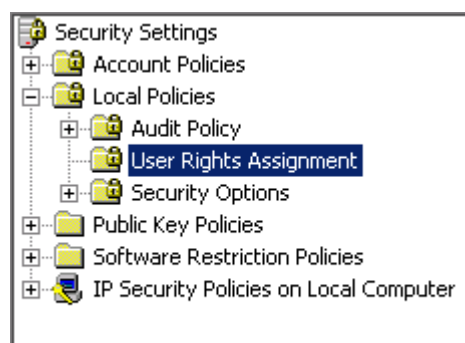 Security Settings
Account Policies
Local Policies
Audit Policy
User Rights Assignment
Security Options
Public Key Policies
Software Restriction Policies
IP Security Policies on Local Computer